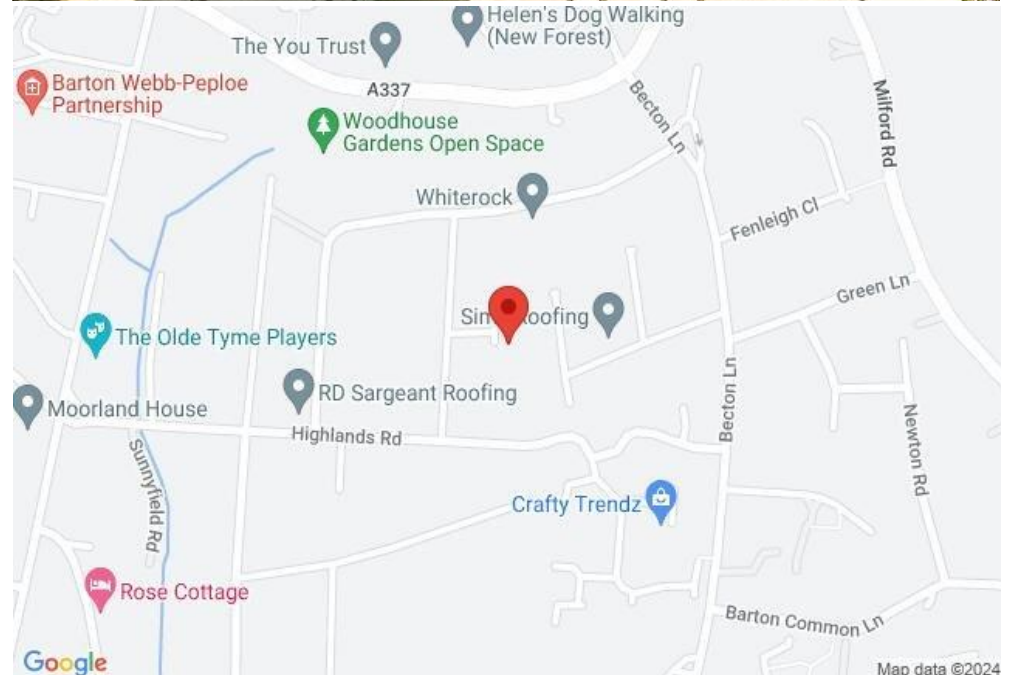 Helen's Dog Walking
(New Forest)
The You Trust
Barton Webb-Peploe
Partnership
A337
Becton Ln
Milford Rd
Woodhouse
Gardens Open Space
Whiterock
Fenleigh Cl
Green Ln
Roofing
The Olde Tyme Players
RD Sargeant Roofing
Moorland House
Highlands Rd
Becton Ln
Newton Rd
Sunnyfield Rd
Crafty Trendz
Rose Cottage
Barton Common Ln
Google
Map data ©2024